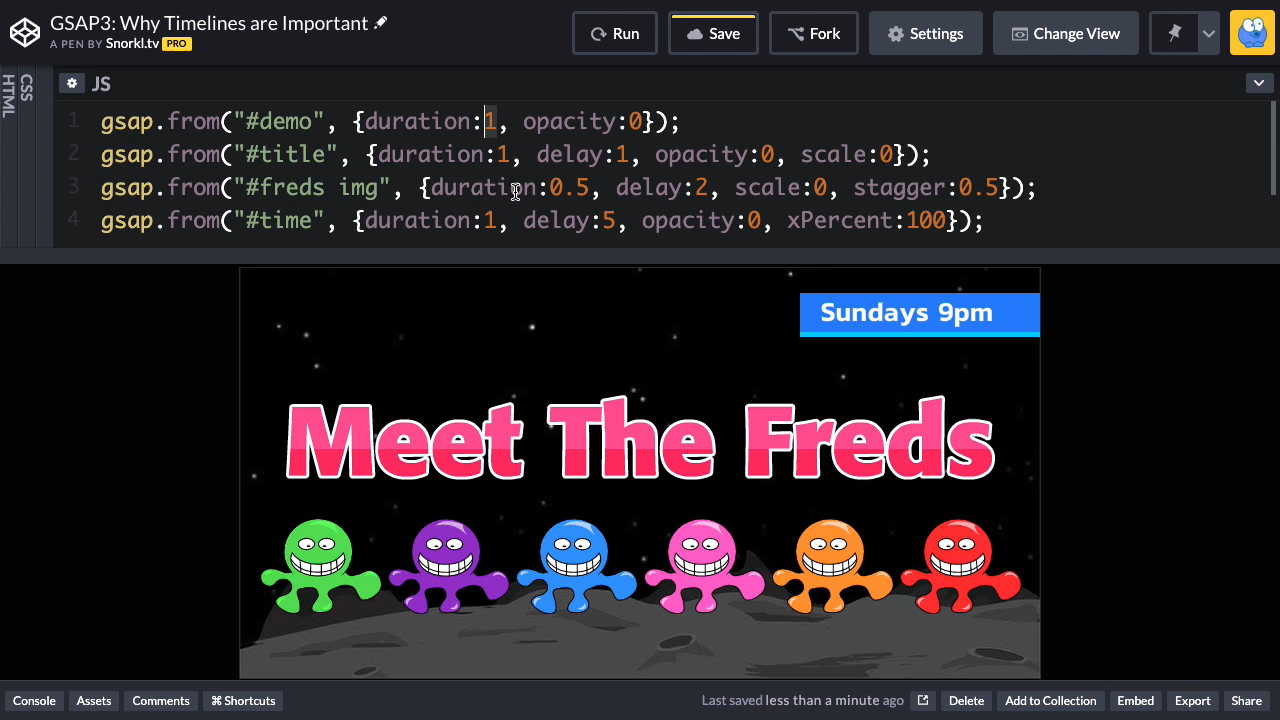 GSAP3: Why Timelines are Important
A PEN BY Snorkl.tv PRO
Run
Save
Fork
Settings
Change View
HTML
CSS
JS
1 gsap.from("#demo", {duration:1, opacity:0});
2 gsap.from("#title", {duration:1, delay:1, opacity:0, scale:0});
3 gsap.from("#freds img", {duration:0.5, delay:2, scale:0, stagger:0.5});
4 gsap.from("#time", {duration:1, delay:5, opacity:0, xPercent:100});
Sundays 9pm
Meet The Freds
Console
Assets
Comments
⌘ Shortcuts
Last saved less than a minute ago
Delete
Add to Collection
Embed
Export
Share